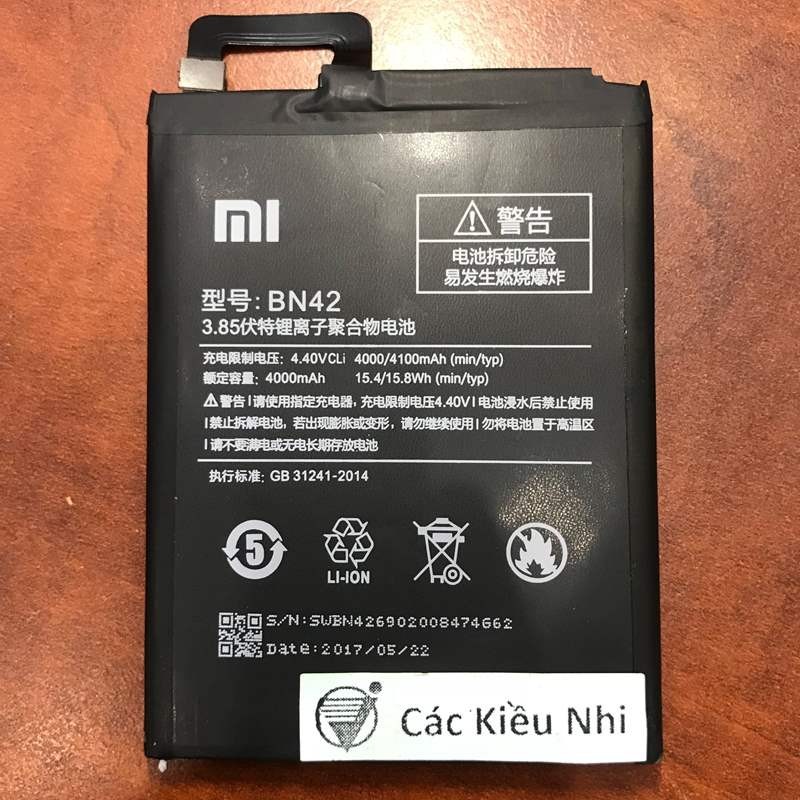 mi
警告
电池拆卸危险
易发生燃烧爆炸
型号: BN42
3.85伏特锂离子聚合物电池
充电限制电压: 4.40VCLi 4000/4100mAh (min/typ)
额定容量: 4000mAh 15.4/15.8Wh (min/typ)
警告|请使用指定充电器, 充电限制电压4.40V|电池浸水后禁止使用
|禁止拆解电池, 若出现膨胀或变形, 请勿继续使用|勿将电池置于高温区
|请不要满电或无电长期存放电池
执行标准: GB 31241-2014
5
LI-ION
S/N:SWBN426902008474662
Date:2017/05/22
Các Kiều Nhi